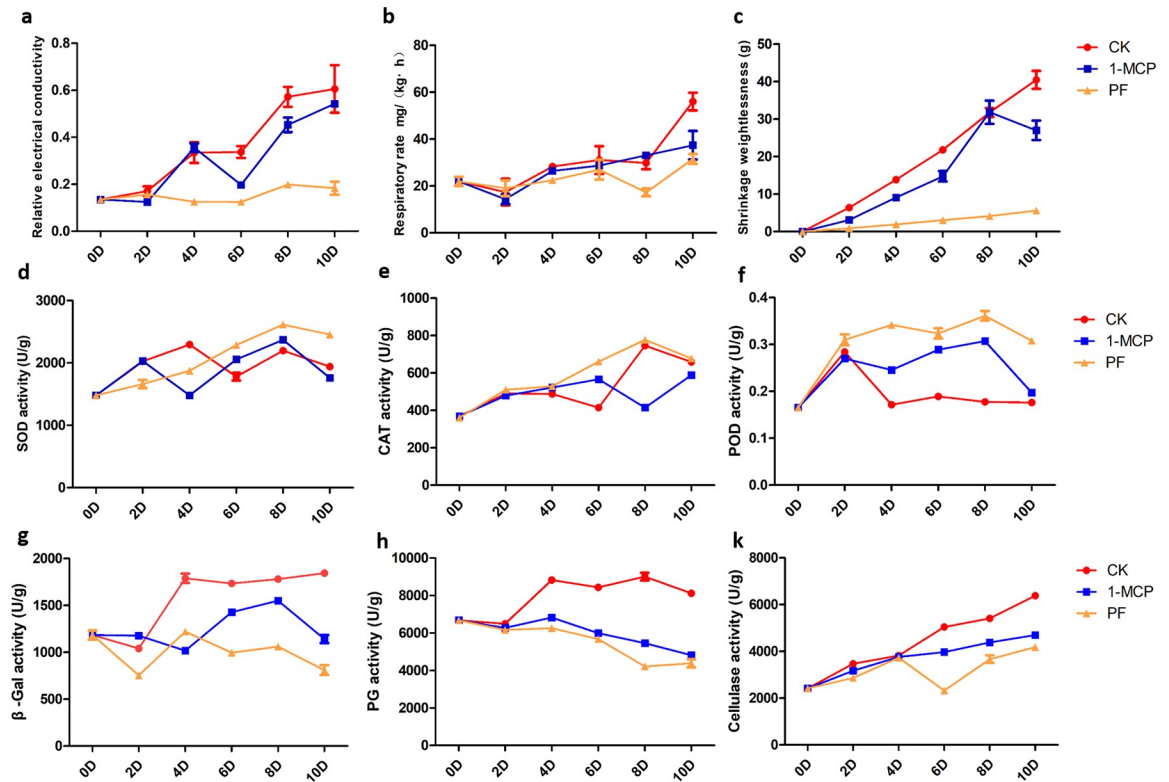 a
Relative electrical conductivity
0.8
0.6
0.4
0.2
0.0
0D 2D 4D 6D 8D 10D
b
Respiratory rate mg/（kg· h）
80
60
40
20
0
0D 2D 4D 6D 8D 10D
c
Shrinkage weightlessness (g)
50
40
30
20
10
0
0D 2D 4D 6D 8D 10D
CK
1-MCP
PF
d
SOD activity (U/g)
3000
2000
1000
0
0D 2D 4D 6D 8D 10D
e
CAT activity (U/g)
1000
800
600
400
200
0
0D 2D 4D 6D 8D 10D
f
POD activity (U/g)
0.4
0.3
0.2
0.1
0.0
0D 2D 4D 6D 8D 10D
CK
1-MCP
PF
g
β -Gal activity (U/g)
2000
1500
1000
500
0
0D 2D 4D 6D 8D 10D
h
PG activity (U/g)
10000
8000
6000
4000
2000
0
0D 2D 4D 6D 8D 10D
k
Cellulase activity (U/g)
8000
6000
4000
2000
0
0D 2D 4D 6D 8D 10D
CK
1-MCP
PF